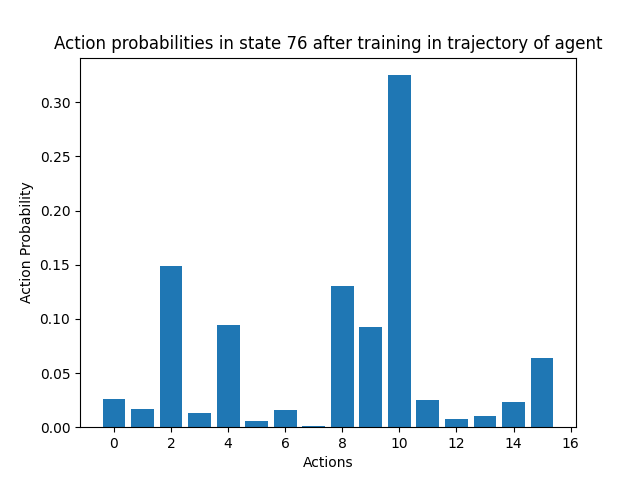 Action probabilities in state 76 after training in trajectory of agent
0.30
0.25
0.20
0.15
0.10
0.05
0.00
Action Probability
0 2 4 6 8 10 12 14 16
Actions